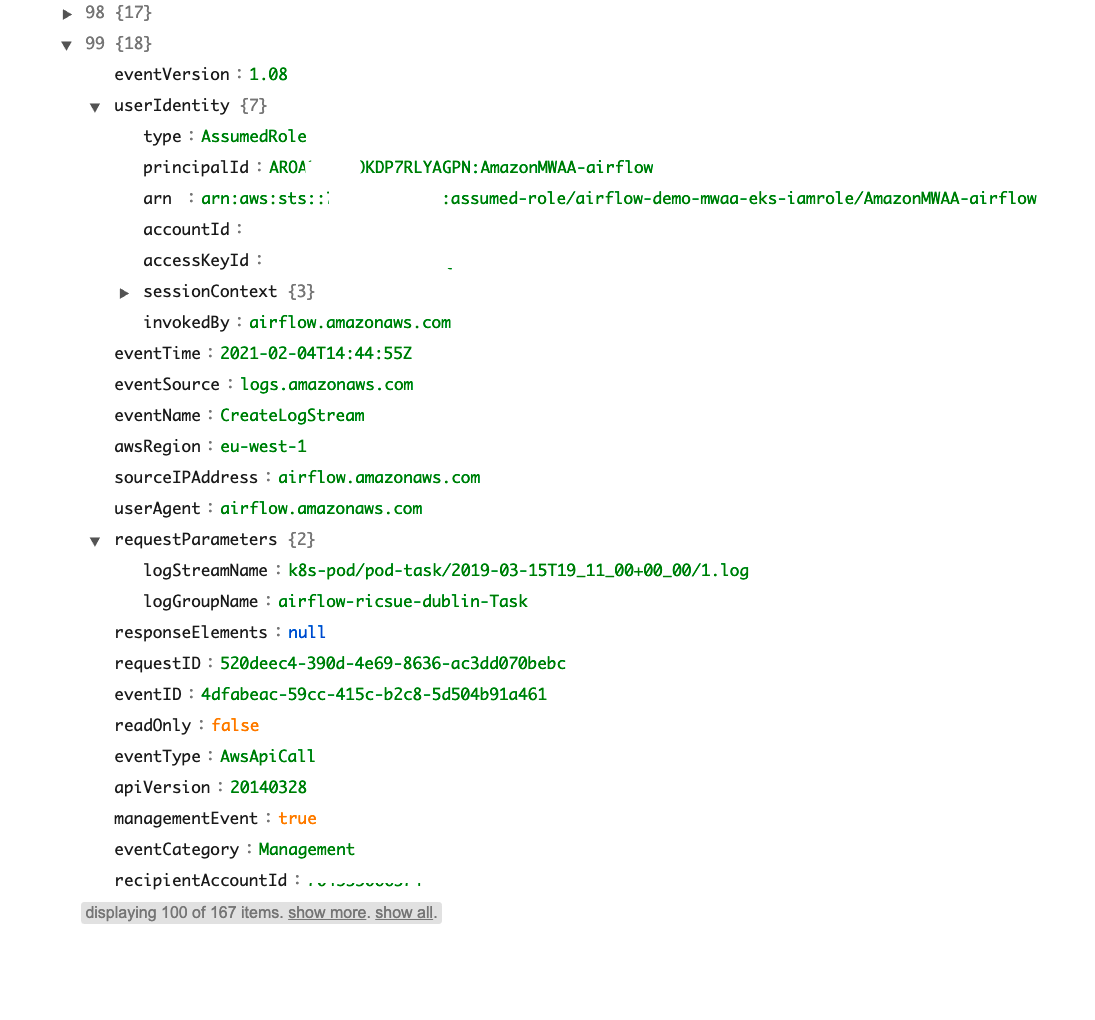 98 {17}
99 {18}
eventVersion : 1.08
userIdentity {7}
type : AssumedRole
principalId : AROA KDP7RLYAGPN:AmazonMWAA-airflow
arn : arn:aws:sts:: :assumed-role/airflow-demo-mwaa-eks-iamrole/AmazonMWAA-airflow
accountId :
accessKeyId :
sessionContext {3}
invokedBy : airflow.amazonaws.com
eventTime : 2021-02-04T14:44:55Z
eventSource : logs.amazonaws.com
eventName : CreateLogStream
awsRegion : eu-west-1
sourceIPAddress : airflow.amazonaws.com
userAgent : airflow.amazonaws.com
requestParameters {2}
logStreamName : k8s-pod/pod-task/2019-03-15T19_11_00+00_00/1.log
logGroupName : airflow-ricsue-dublin-Task
responseElements : null
requestID : 520deec4-390d-4e69-8636-ac3dd070bebc
eventID : 4dfabeac-59cc-415c-b2c8-5d504b91a461
readOnly : false
eventType : AwsApiCall
apiVersion : 20140328
managementEvent : true
eventCategory : Management
recipientAccountId :
displaying 100 of 167 items. show more. show all.